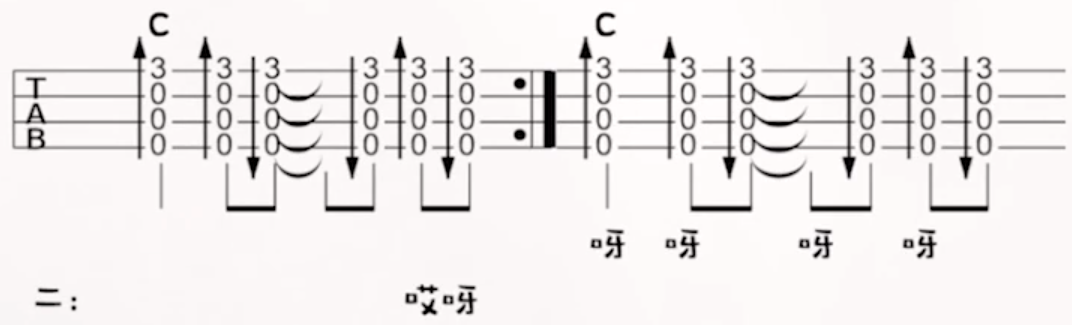 C C
T 3 3 3 3 3 3 3 3 3 3 3 3
A 0 0 0 0 0 0 0 0 0 0 0 0
B 0 0 0 0 0 0 0 0 0 0 0 0
0 0 0 0 0 0 0 0 0 0 0 0
呀 呀 呀 呀
二： 哎呀